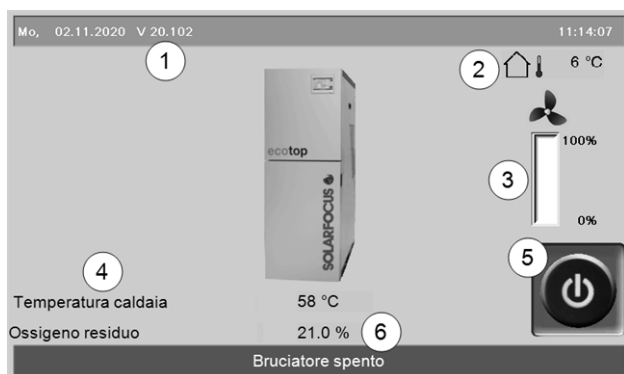 Mo, 02.11.2020 V 20.102 11:14:07
1
2
6 °C
ecotop
100%
3
SOLARFOCUS
0%
4
5
Temperatura caldaia 58 °C
Ossigeno residuo 21.0 % 6
Bruciatore spento